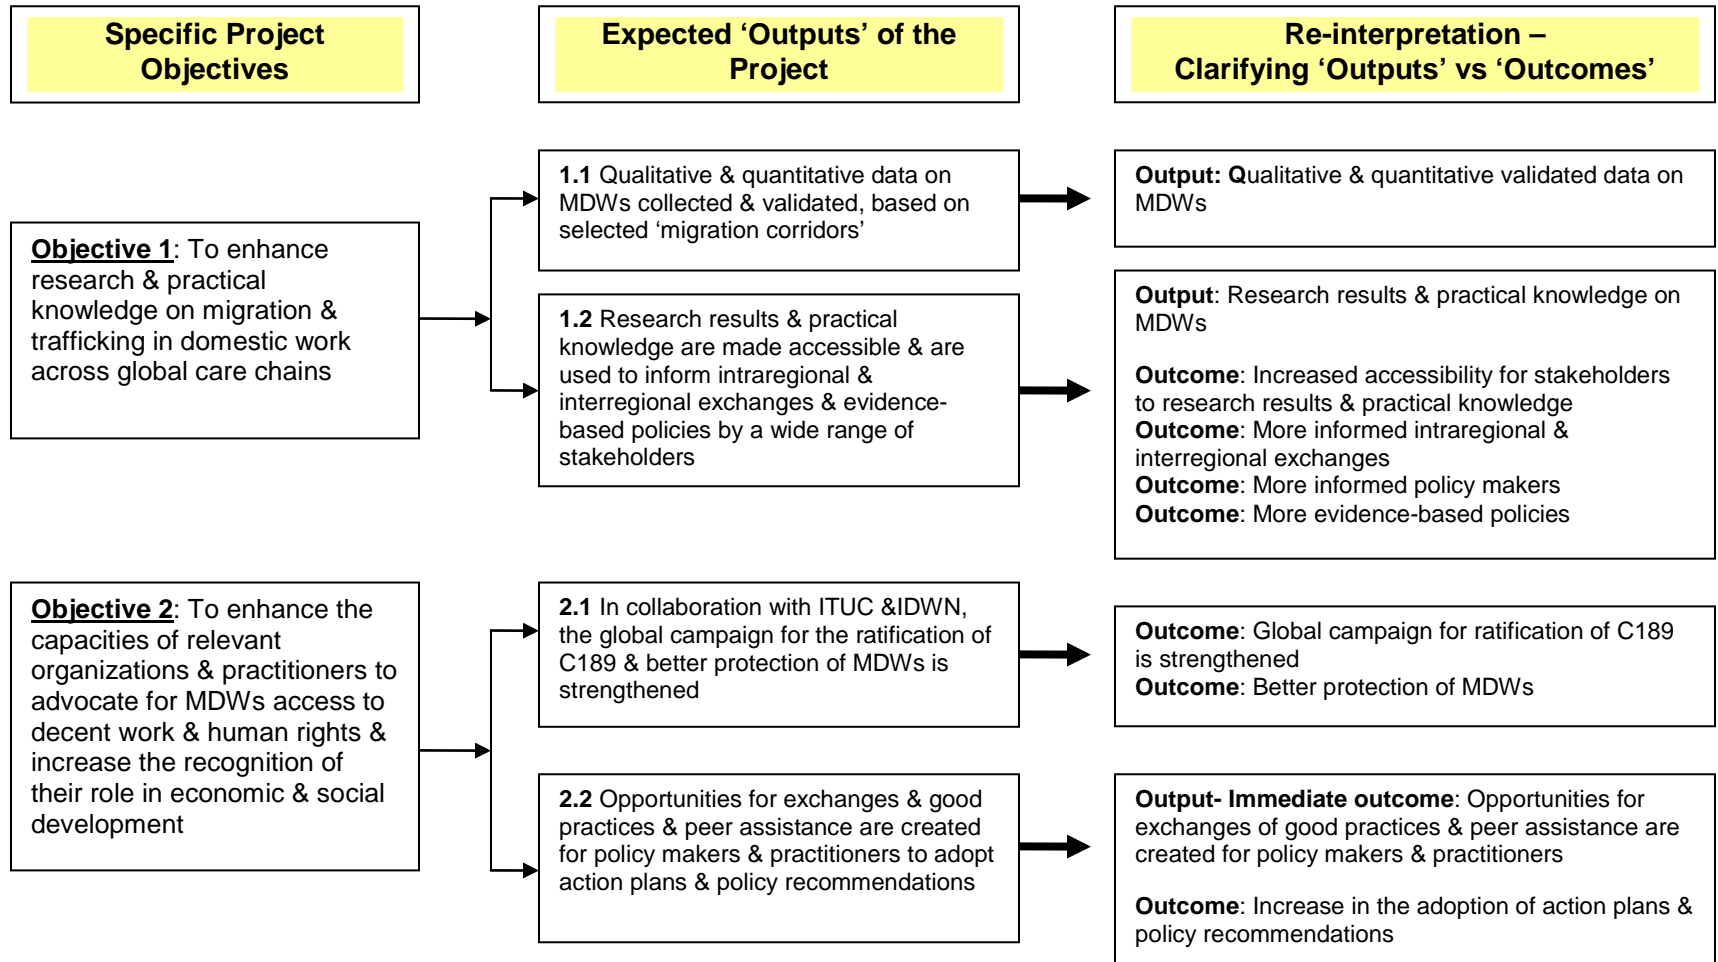 Specific Project
Objectives
Expected ‘Outputs’ of the
Project
Re-interpretation –
Clarifying ‘Outputs’ vs ‘Outcomes’
Objective 1: To enhance
research & practical
knowledge on migration &
trafficking in domestic work
across global care chains
1.1 Qualitative & quantitative data on
MDWs collected & validated, based on
selected ‘migration corridors’
Output: Qualitative & quantitative validated data on
MDWs
1.2 Research results & practical
knowledge are made accessible & are
used to inform intraregional &
interregional exchanges & evidence-
based policies by a wide range of
stakeholders
Output: Research results & practical knowledge on
MDWs
Outcome: Increased accessibility for stakeholders
to research results & practical knowledge
Outcome: More informed intraregional &
interregional exchanges
Outcome: More informed policy makers
Outcome: More evidence-based policies
Objective 2: To enhance the
capacities of relevant
organizations & practitioners to
advocate for MDWs access to
decent work & human rights &
increase the recognition of
their role in economic & social
development
2.1 In collaboration with ITUC &IDWN,
the global campaign for the ratification of
C189 & better protection of MDWs is
strengthened
Outcome: Global campaign for ratification of C189
is strengthened
Outcome: Better protection of MDWs
2.2 Opportunities for exchanges & good
practices & peer assistance are created
for policy makers & practitioners to adopt
action plans & policy recommendations
Output- Immediate outcome: Opportunities for
exchanges of good practices & peer assistance are
created for policy makers & practitioners
Outcome: Increase in the adoption of action plans &
policy recommendations